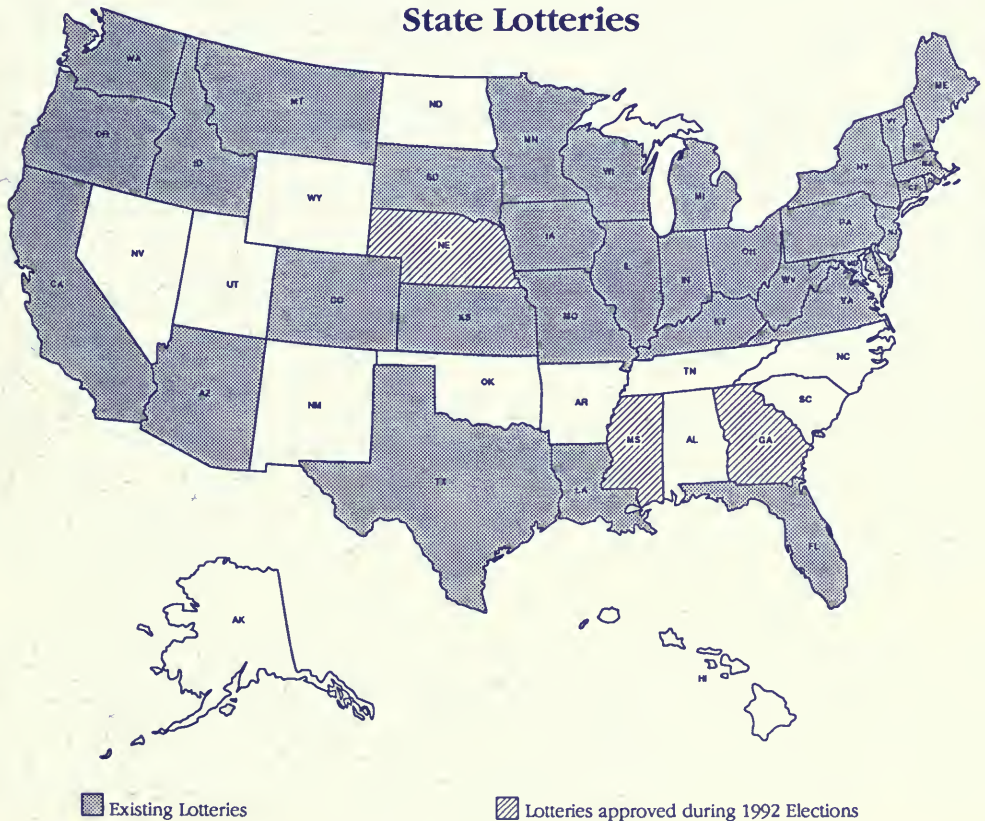 State Lotteries
WA
ME
MT
ND
VT
OR
MN
NH
ID
SD
WI
NY
MA
WY
MI
CT
RI
IA
PA
NE
NJ
NV
OH
IL
IN
MD
UT
CA
CO
WV
VA
KS
MO
KY
NC
TN
OK
AZ
NM
AR
SC
MS
AL
GA
TX
LA
FL
AK
HI
Existing Lotteries
Lotteries approved during 1992 Elections